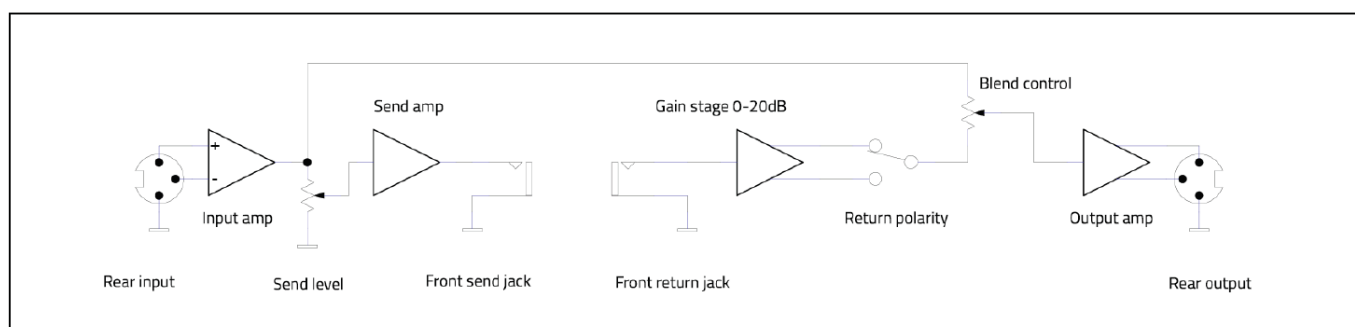 Blend control
Send amp
Gain stage 0-20dB
+
-
Input amp
Return polarity
Output amp
Rear input
Send level
Front send jack
Front return jack
Rear output